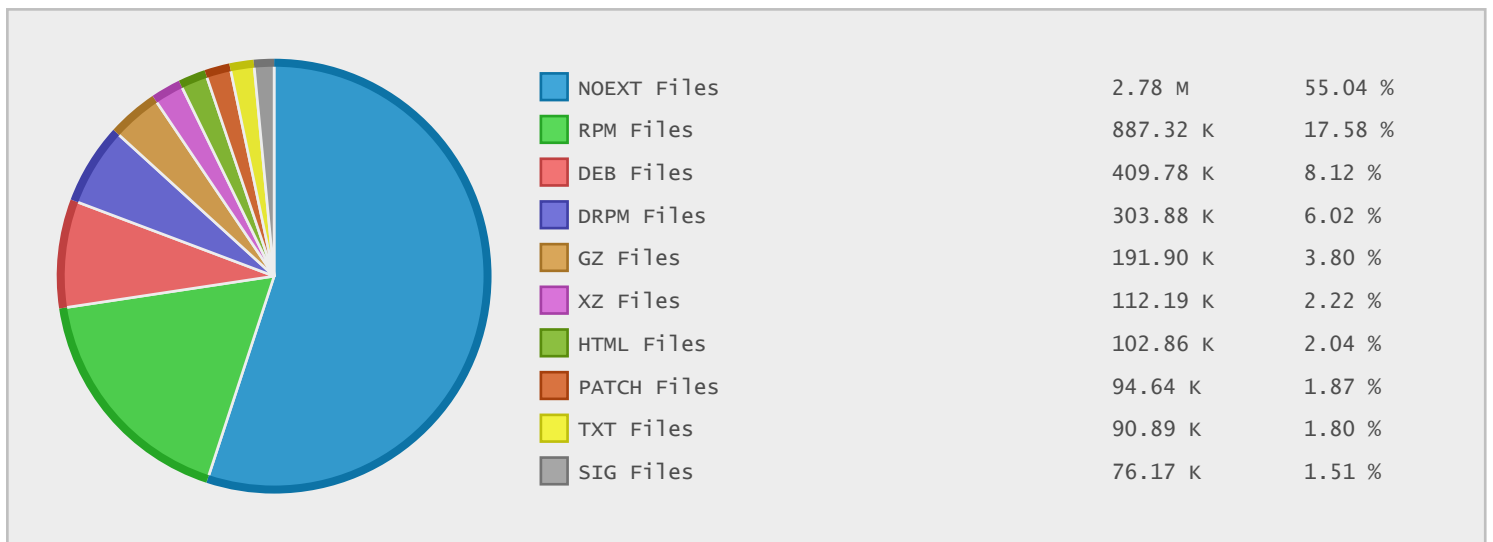 NOEXT Files 2.78 M 55.04 %
RPM Files 887.32 K 17.58 %
DEB Files 409.78 K 8.12 %
DRPM Files 303.88 K 6.02 %
GZ Files 191.90 K 3.80 %
XZ Files 112.19 K 2.22 %
HTML Files 102.86 K 2.04 %
PATCH Files 94.64 K 1.87 %
TXT Files 90.89 K 1.80 %
SIG Files 76.17 K 1.51 %